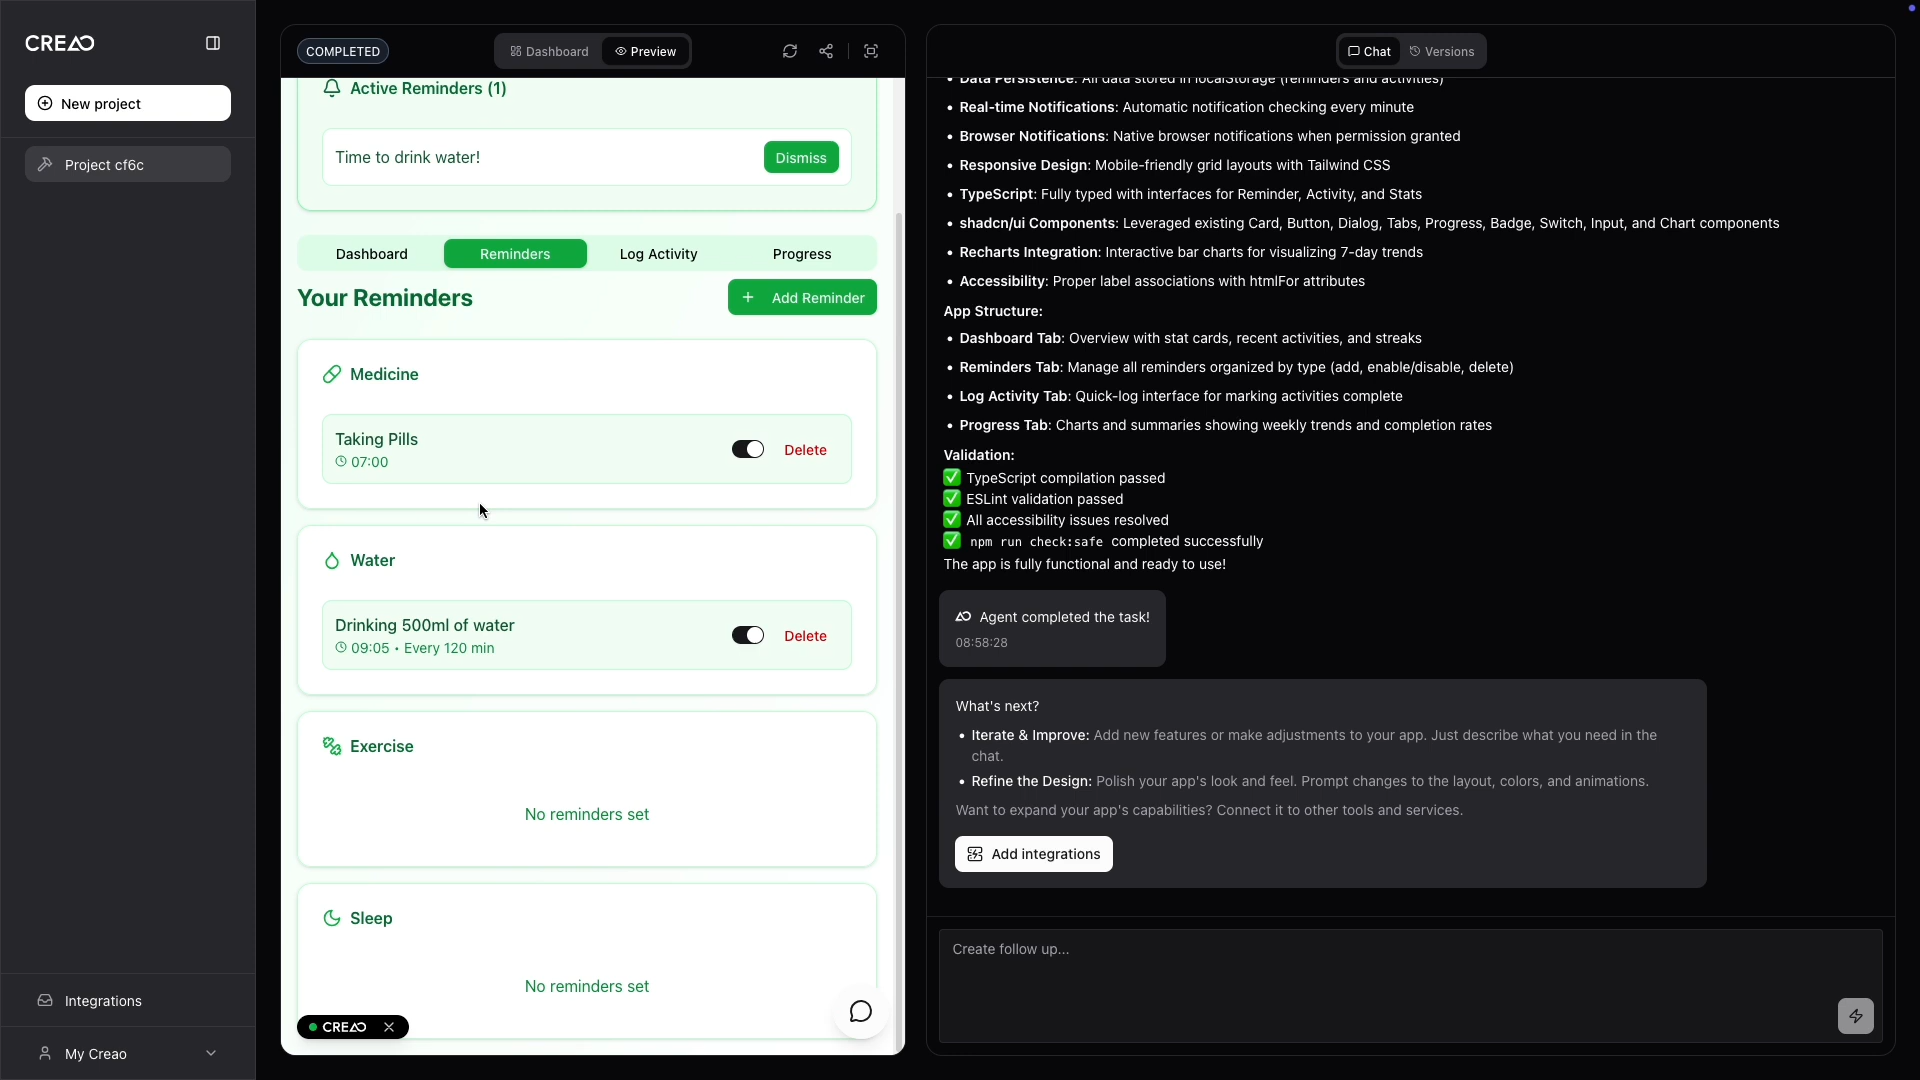 CREAO
New project
Project cf6c
Integrations
My Creao
COMPLETED
Dashboard
Preview
Active Reminders (1)
Time to drink water!
Dismiss
Dashboard
Reminders
Log Activity
Progress
Your Reminders
Add Reminder
Medicine
Taking Pills
07:00
Delete
Water
Drinking 500ml of water
09:05 • Every 120 min
Delete
Exercise
No reminders set
Sleep
No reminders set
CREAO
Chat
Versions
• Data Persistence: All data stored in localStorage (reminders and activities)
• Real-time Notifications: Automatic notification checking every minute
• Browser Notifications: Native browser notifications when permission granted
• Responsive Design: Mobile-friendly grid layouts with Tailwind CSS
• TypeScript: Fully typed with interfaces for Reminder, Activity, and Stats
• shadcn/ui Components: Leveraged existing Card, Button, Dialog, Tabs, Progress, Badge, Switch, Input, and Chart components
• Recharts Integration: Interactive bar charts for visualizing 7-day trends
• Accessibility: Proper label associations with htmlFor attributes
App Structure:
• Dashboard Tab: Overview with stat cards, recent activities, and streaks
• Reminders Tab: Manage all reminders organized by type (add, enable/disable, delete)
• Log Activity Tab: Quick-log interface for marking activities complete
• Progress Tab: Charts and summaries showing weekly trends and completion rates
Validation:
✅ TypeScript compilation passed
✅ ESLint validation passed
✅ All accessibility issues resolved
✅ npm run check:safe completed successfully
The app is fully functional and ready to use!
Agent completed the task!
08:58:28
What's next?
• Iterate & Improve: Add new features or make adjustments to your app. Just describe what you need in the
chat.
• Refine the Design: Polish your app's look and feel. Prompt changes to the layout, colors, and animations.
Want to expand your app's capabilities? Connect it to other tools and services.
Add integrations
Create follow up...